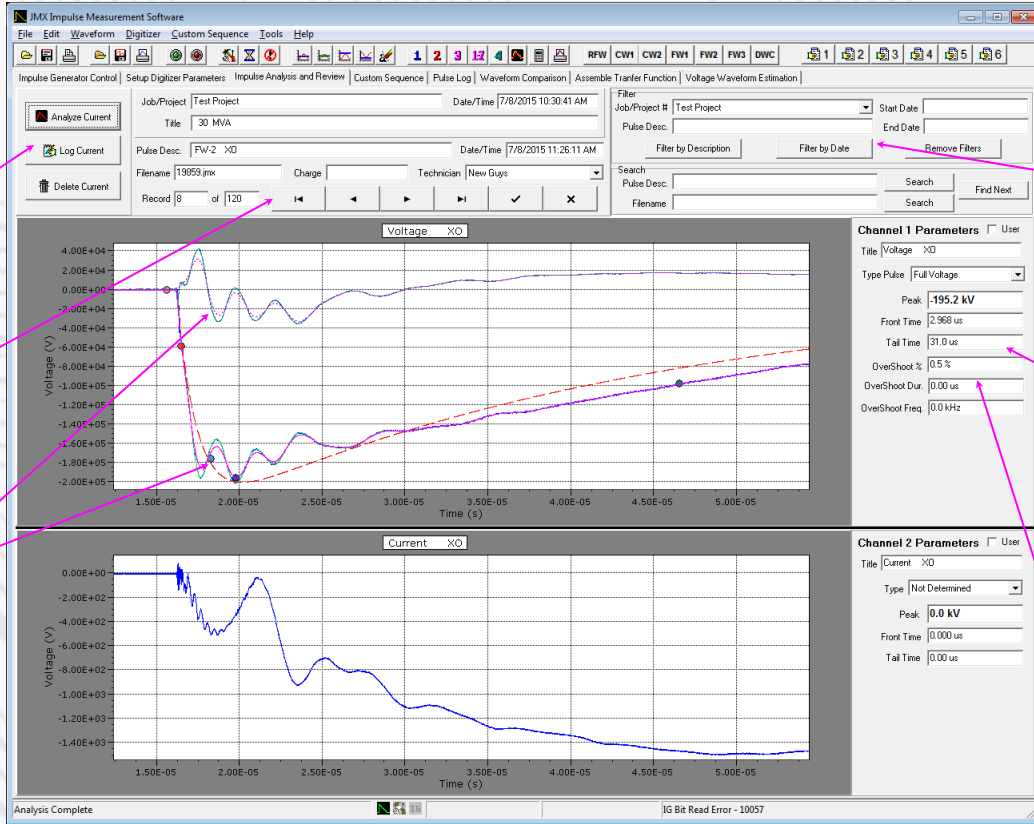 JMX Impulse Measurement Software
File Edit Waveform Digitizer Custom Sequence Tools Help
1 2 3 1-7 4 RFW CW1 CW2 FW1 FW2 FW3 DWC 1 2 3 4 5 6
Impulse Generator Control Setup Digitizer Parameters Impulse Analysis and Review Custom Sequence Pulse Log Waveform Comparison Assemble Tranfer Function Voltage Waveform Estimation
Analyze Current
Log Current
Delete Current
Job/Project Test Project Date/Time 7/8/2015 10:30:41 AM
Title 30 MVA
Pulse Desc. FW-2 X0 Date/Time 7/8/2015 11:26:11 AM
Filename 19859.jmx Charge Technician New Guys
Record 8 of 120
Filter
Job/Project # Test Project Start Date
Pulse Desc. End Date
Filter by Description Filter by Date Remove Filters
Search
Pulse Desc. Search Find Next
Filename Search
Voltage X0
4.00E+04
2.00E+04
0.00E+00
-2.00E+04
-4.00E+04
-6.00E+04
-8.00E+04
-1.00E+05
-1.20E+05
-1.40E+05
-1.60E+05
-1.80E+05
-2.00E+05
Voltage (V)
1.50E-05 2.00E-05 2.50E-05 3.00E-05 3.50E-05 4.00E-05 4.50E-05 5.00E-05
Time (s)
Channel 1 Parameters User
Title Voltage X0
Type Pulse Full Voltage
Peak -195.2 kV
Front Time 2.968 us
Tail Time 31.0 us
OverShoot % 0.5 %
OverShoot Dur. 0.00 us
OverShoot Freq. 0.0 kHz
Current X0
0.00E+00
-2.00E+02
-4.00E+02
-6.00E+02
-8.00E+02
-1.00E+03
-1.20E+03
-1.40E+03
Voltage (V)
1.50E-05 2.00E-05 2.50E-05 3.00E-05 3.50E-05 4.00E-05 4.50E-05 5.00E-05
Time (s)
Channel 2 Parameters User
Title Current X0
Type Not Determined
Peak 0.0 kV
Front Time 0.000 us
Tail Time 0.00 us
Analysis Complete IG IG Bit Read Error - 10057